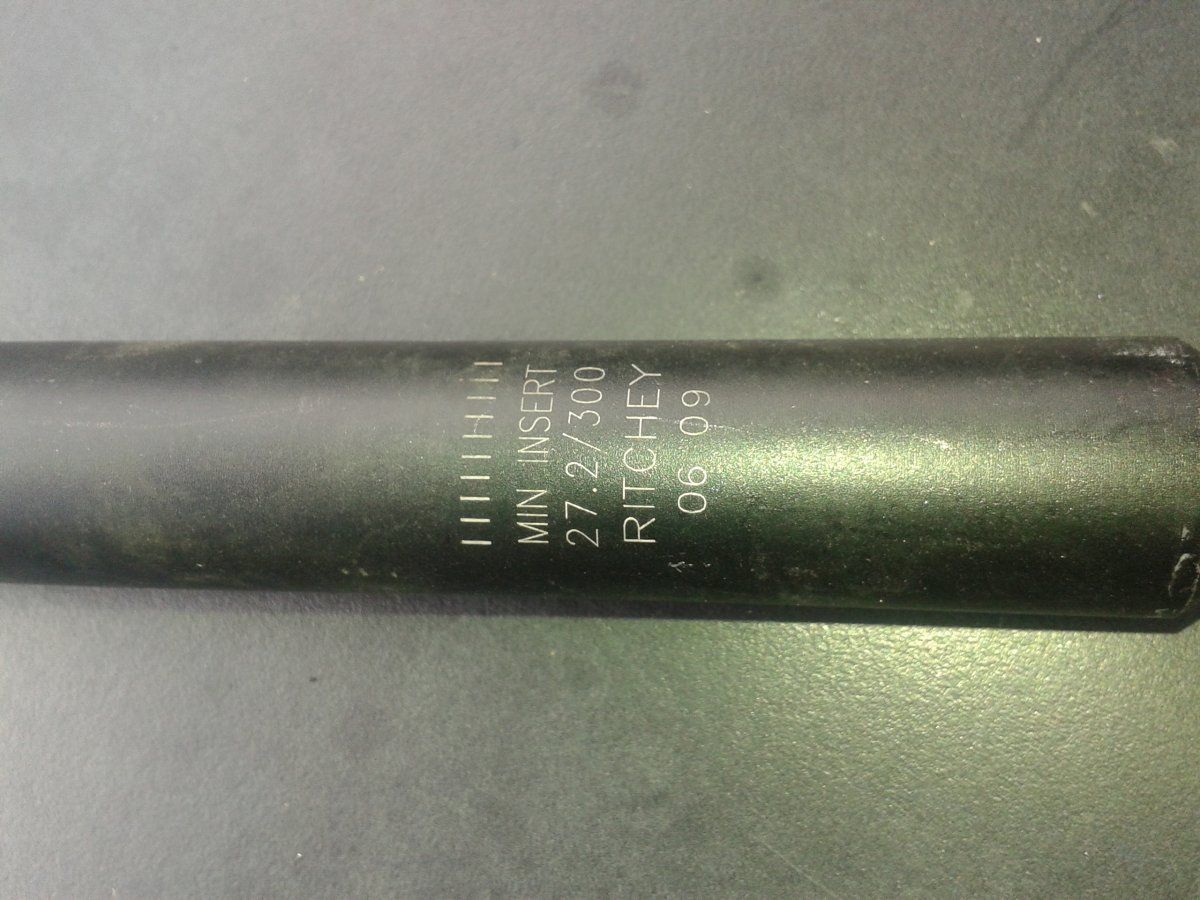 MIN INSERT
27.2/300
RITCHEY
06 09